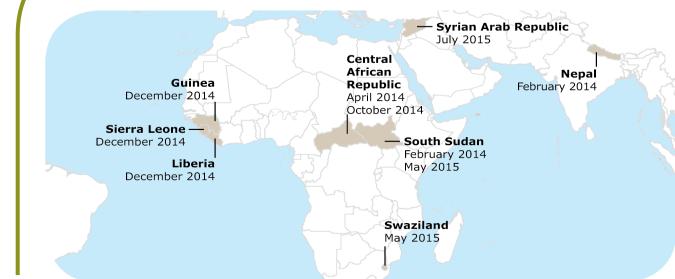 Syrian Arab Republic
July 2015
Central
African
Republic
April 2014
October 2014
Nepal
February 2014
Guinea
December 2014
Sierra Leone
December 2014
Liberia
December 2014
South Sudan
February 2014
May 2015
Swaziland
May 2015